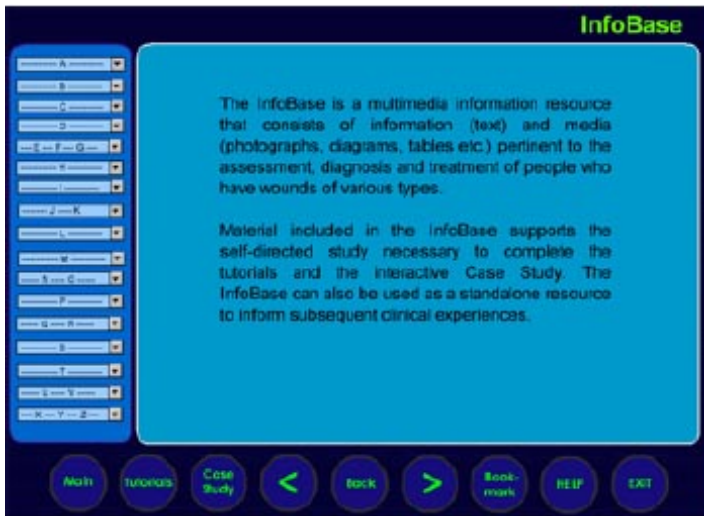 InfoBase
A
B
C
D
E -- F -- G
H
I
J --- K
L
M
N --- O
P
Q --- R
S
T
X -- Y -- Z
The InfoBase is a multimedia information resource
that consists of information (text) and media
(photographs, diagrams, tables etc.) pertinent to the
assessment, diagnosis and treatment of people who
have wounds of various types.
Material included in the InfoBase supports the
self-directed study necessary to complete the
tutorials and the interactive Case Study. The
InfoBase can also be used as a standalone resource
to inform subsequent clinical experiences.
Main
Tutorials
Case
Study
<
Back
>
Book-
mark
HELP
EXIT